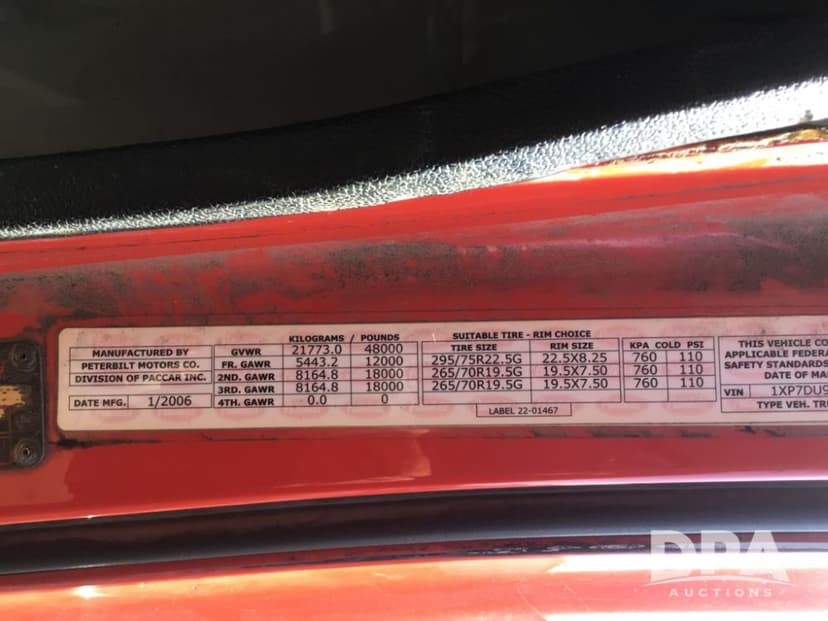 KILOGRAMS / POUNDS SUITABLE TIRE - RIM CHOICE
MANUFACTURED BY GVWR 21773.0 48000 TIRE SIZE RIM SIZE KPA COLD PSI THIS VEHICLE CO
PETERBILT MOTORS CO. FR. GAWR 5443.2 12000 295/75R22.5G 22.5X8.25 760 110 APPLICABLE FEDERA
DIVISION OF PACCAR INC. 2ND. GAWR 8164.8 18000 265/70R19.5G 19.5X7.50 760 110 SAFETY STANDARDS
3RD. GAWR 8164.8 18000 265/70R19.5G 19.5X7.50 760 110 DATE OF MA
DATE MFG. 1/2006 4TH. GAWR 0.0 0 VIN 1XP7DU9
LABEL 22-01467 TYPE VEH. TR
DPA
AUCTIONS